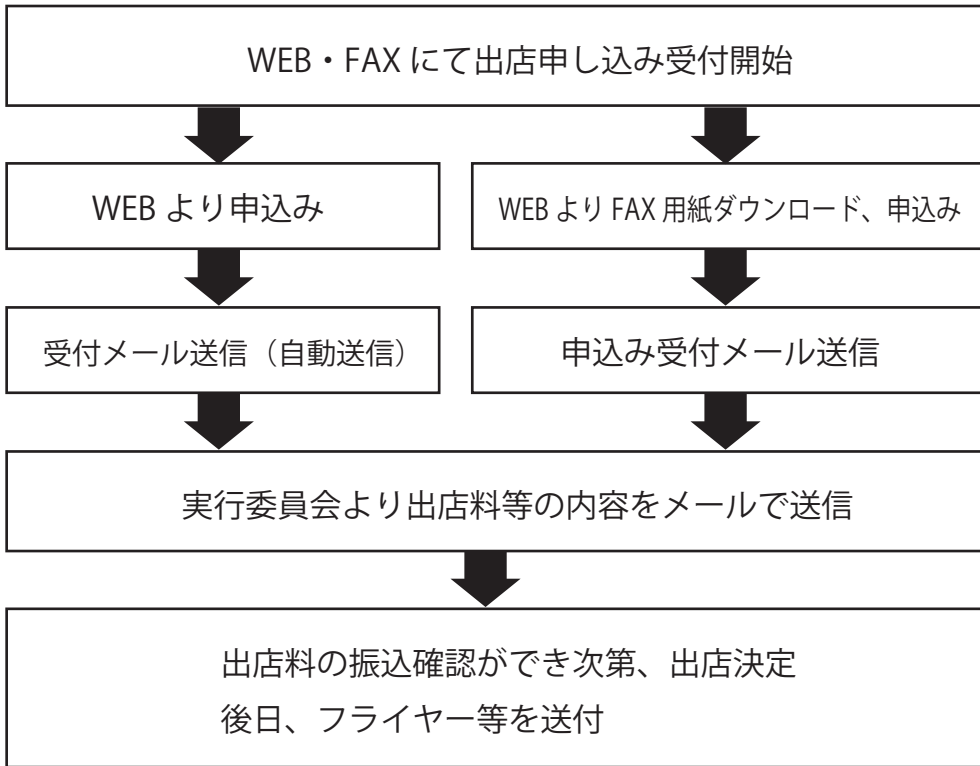 WEB・FAX にて出店申し込み受付開始
WEB より申込み
WEB より FAX 用紙ダウンロード、申込み
受付メール送信（自動送信）
申込み受付メール送信
実行委員会より出店料等の内容をメールで送信
出店料の振込確認ができ次第、出店決定
後日、フライヤー等を送付